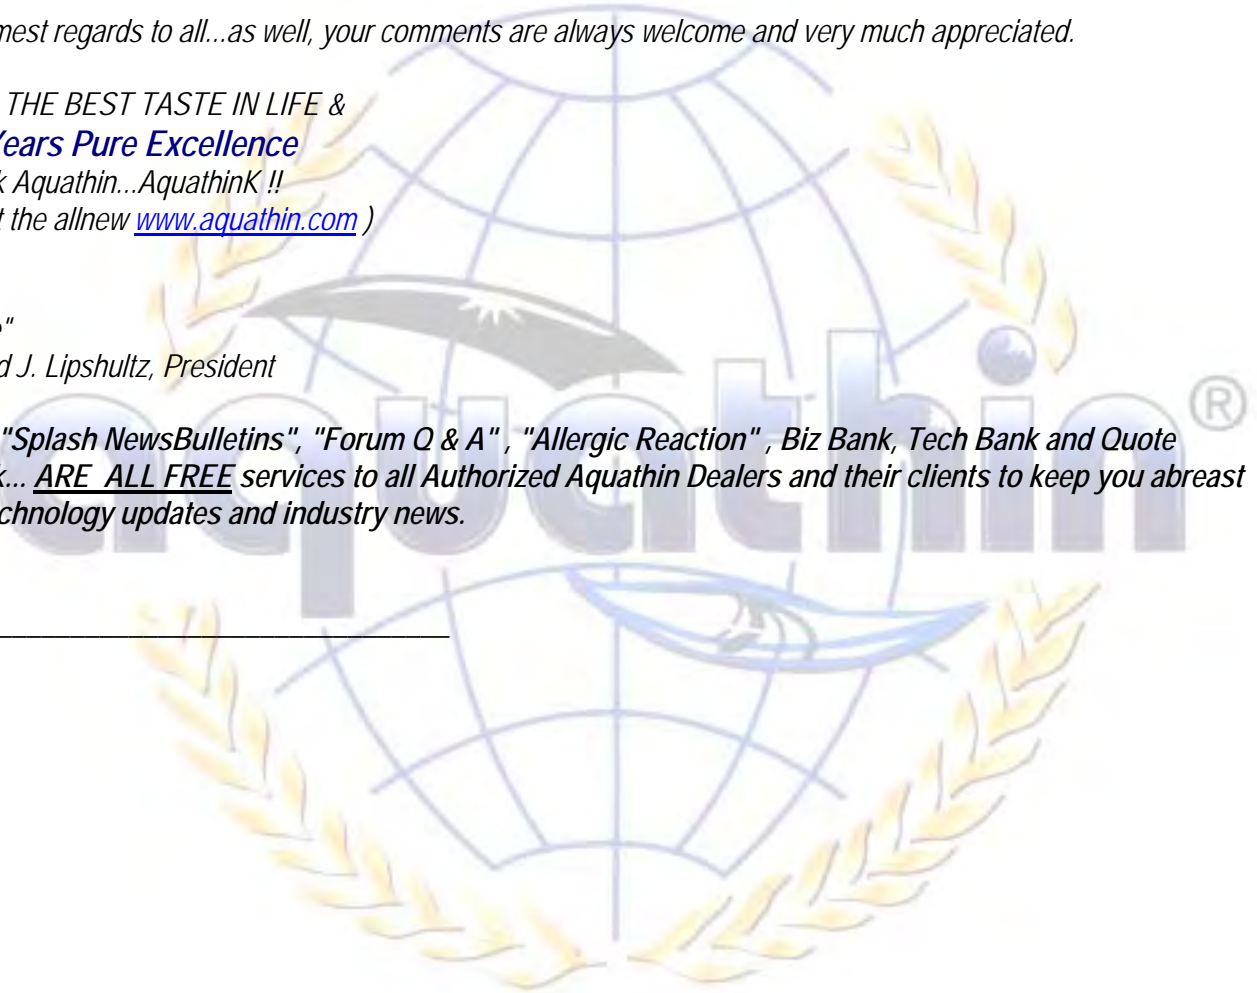 mest regards to all...as well, your comments are always welcome and very much appreciated.
THE BEST TASTE IN LIFE &
Years Pure Excellence
k Aquathin...AquathinK !!
t the allnew www.aquathin.com )
"
d J. Lipshultz, President
aquathin®
"Splash NewsBulletins", "Forum Q & A" , "Allergic Reaction" , Biz Bank, Tech Bank and Quote
k... ARE ALL FREE services to all Authorized Aquathin Dealers and their clients to keep you abreast
echnology updates and industry news.